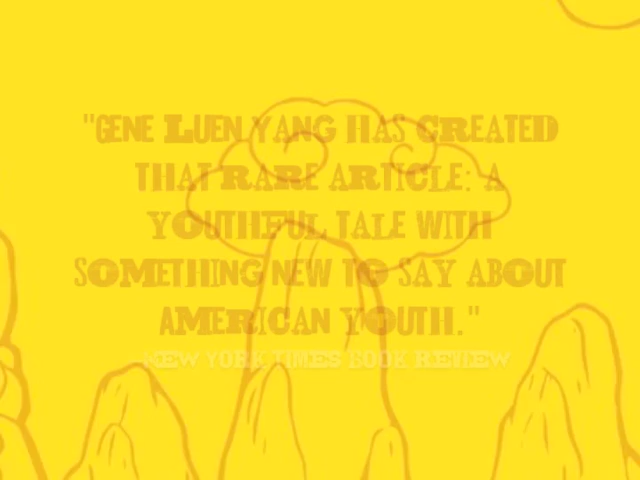 "GENE LUEN YANG HAS CREATED
THAT RARE ARTICLE: A
YOUTHFUL TALE WITH
SOMETHING NEW TO SAY ABOUT
AMERICAN YOUTH."
NEW YORK TIMES BOOK REVIEW